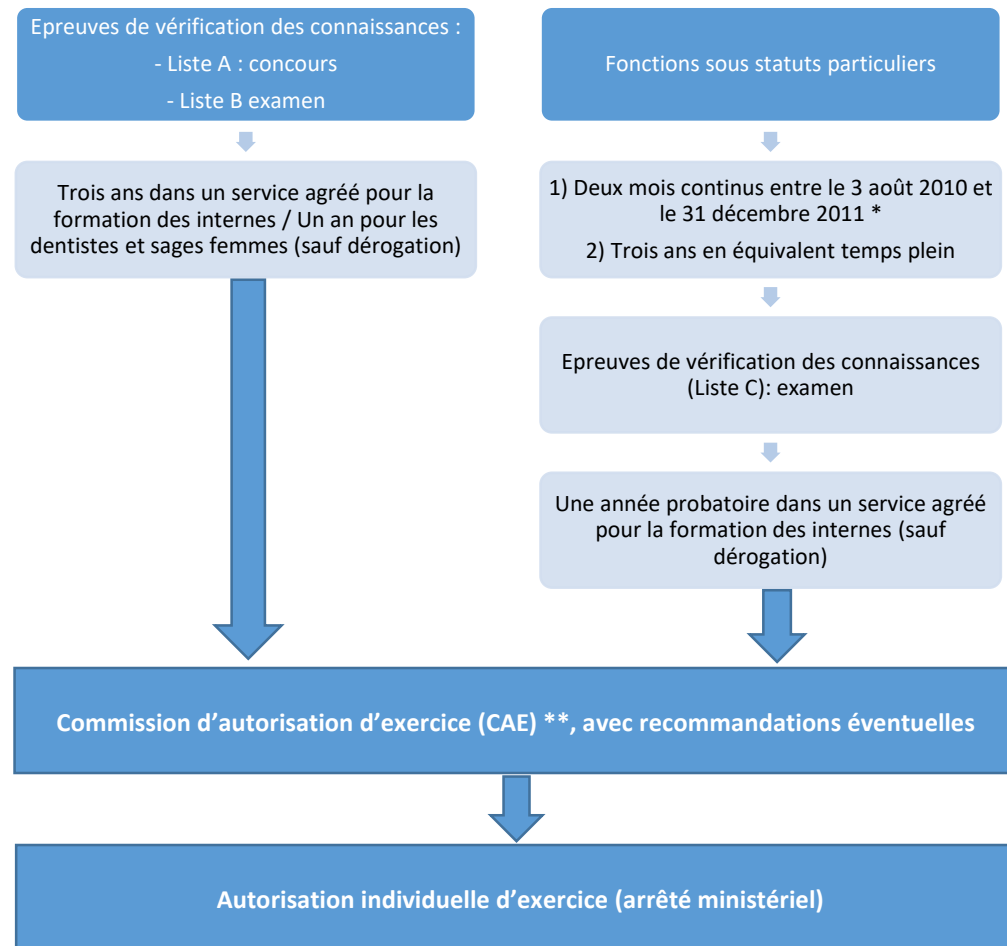 Epreuves de vérification des connaissances :
- Liste A : concours
- Liste B examen
Trois ans dans un service agréé pour la
formation des internes / Un an pour les
dentistes et sages femmes (sauf dérogation)
Fonctions sous statuts particuliers
1) Deux mois continus entre le 3 août 2010 et
le 31 décembre 2011 *
2) Trois ans en équivalent temps plein
Epreuves de vérification des connaissances
(Liste C): examen
Une année probatoire dans un service agréé
pour la formation des internes (sauf
dérogation)
Commission d’autorisation d’exercice (CAE) **, avec recommandations éventuelles
Autorisation individuelle d’exercice (arrêté ministériel)